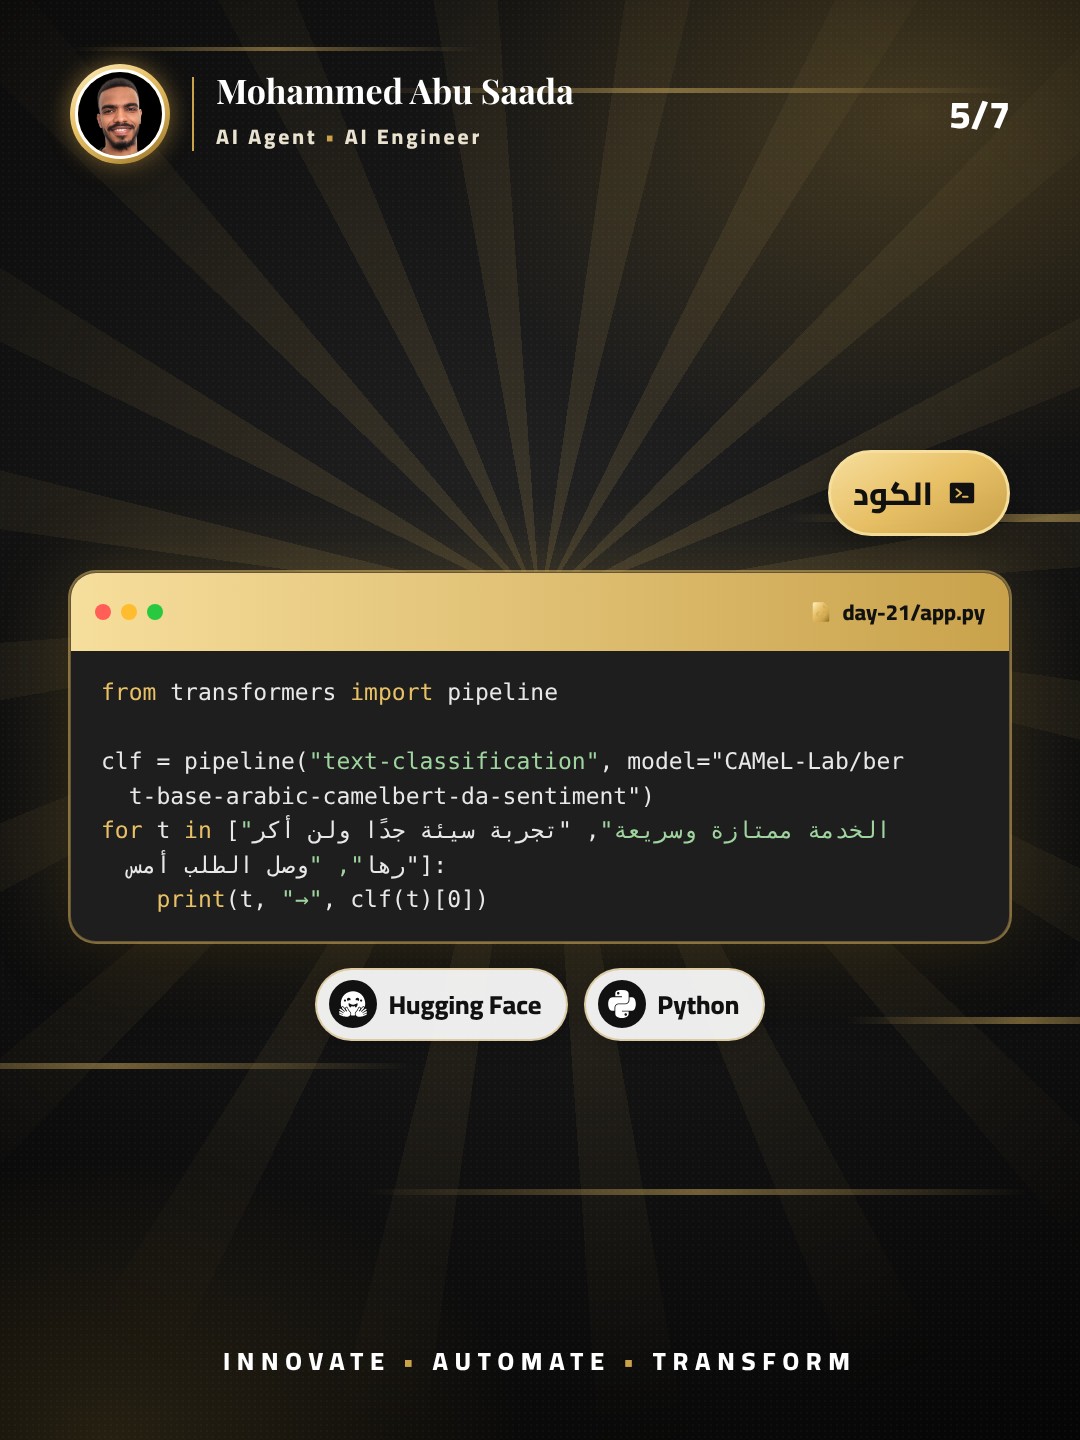 Mohammed Abu Saada
AI Agent ▪ AI Engineer
5/7
الكود
day-21/app.py
from transformers import pipeline
clf = pipeline("text-classification", model="CAMeL-Lab/ber
t-base-arabic-camelbert-da-sentiment")
for t in ["الخدمة ممتازة وسريعة", "تجربة سيئة جدًا ولن أكر
رها", "وصل الطلب أمس"]:
print(t, "→", clf(t)[0])
Hugging Face
Python
INNOVATE ▪ AUTOMATE ▪ TRANSFORM